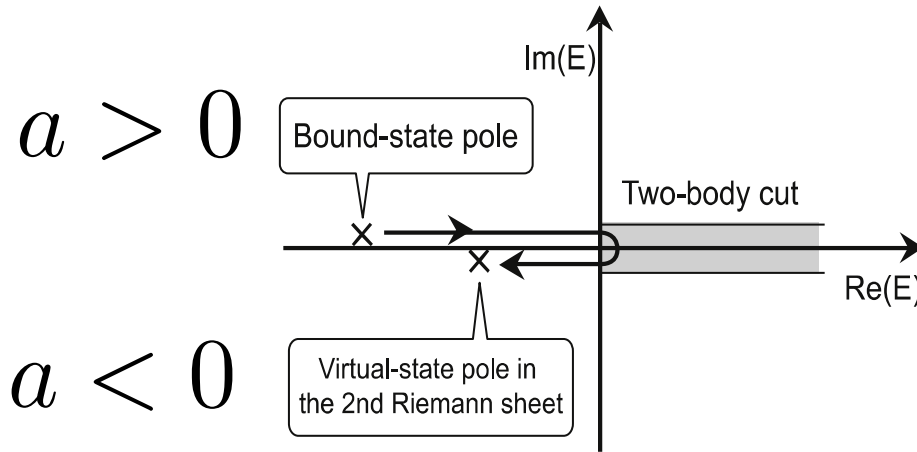 Im(E)
a > 0
Bound-state pole
Two-body cut
Re(E)
a < 0
Virtual-state pole in
the 2nd Riemann sheet